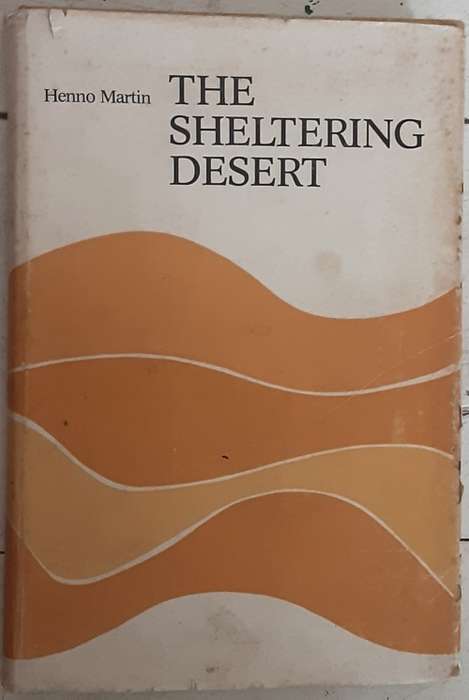 Henno Martin
THE
SHELTERING
DESERT